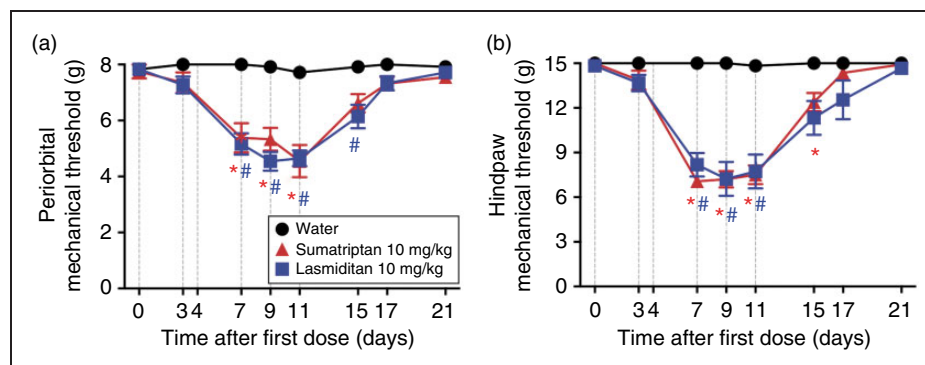 (a)
Periorbital
mechanical threshold (g)
8
6
4
2
0
* #
* #
* #
#
Water
Sumatriptan 10 mg/kg
Lasmiditan 10 mg/kg
0 3 4 7 9 11 15 17 21
Time after first dose (days)
(b)
Hindpaw
mechanical threshold (g)
15
12
9
6
3
0
* #
* #
* #
*
0 3 4 7 9 11 15 17 21
Time after first dose (days)